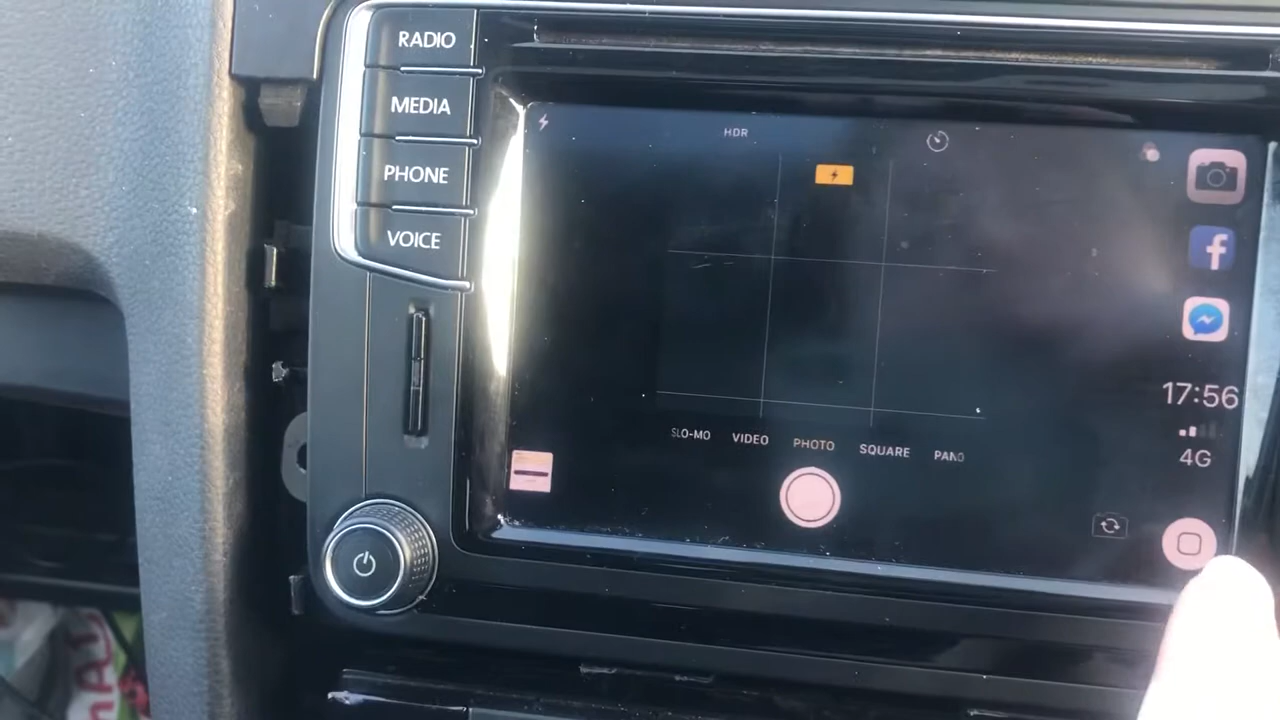 RADIO
MEDIA
PHONE
VOICE
HDR
SLO-MO VIDEO PHOTO SQUARE PANO
17:56
4G